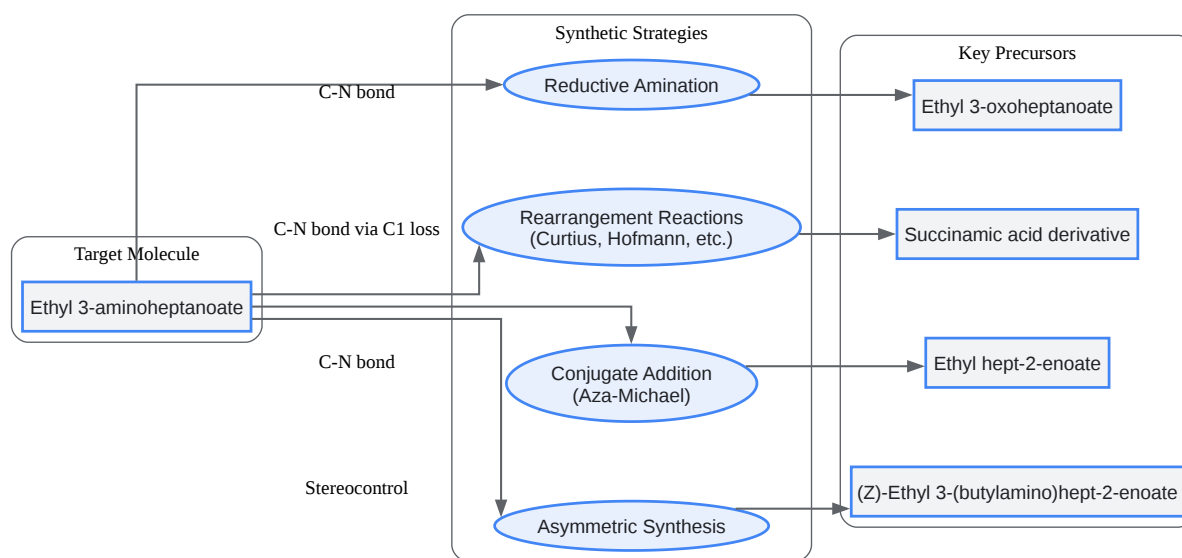 Synthetic Strategies
Key Precursors
C-N bond
Reductive Amination
Ethyl 3-oxoheptanoate
C-N bond via C1 loss
Rearrangement Reactions
(Curtius, Hofmann, etc.)
Succinamic acid derivative
Target Molecule
Ethyl 3-aminoheptanoate
C-N bond
Conjugate Addition
(Aza-Michael)
Ethyl hept-2-enoate
Stereocontrol
Asymmetric Synthesis
(Z)-Ethyl 3-(butylamino)hept-2-enoate